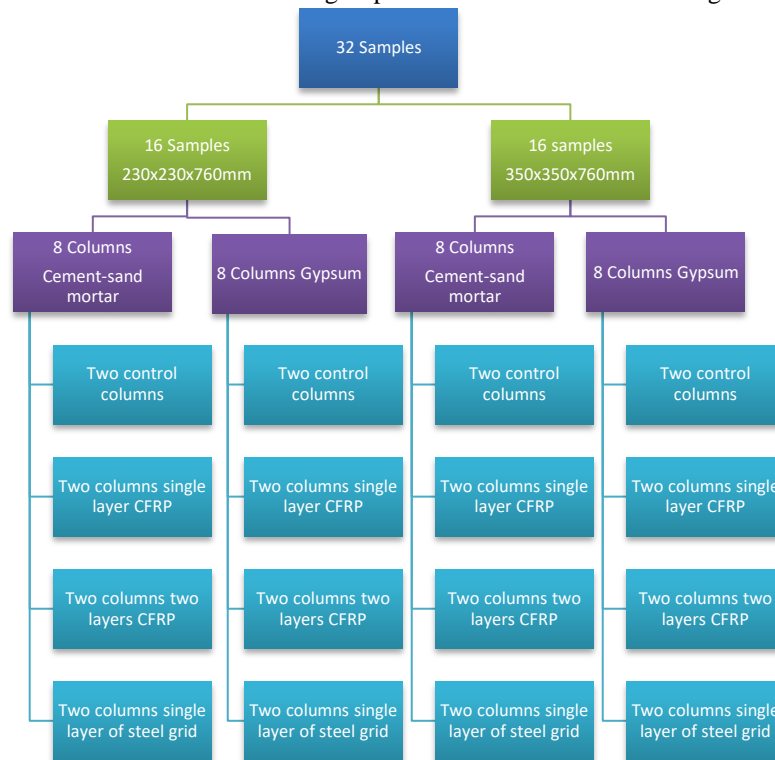 32 Samples
16 Samples
230x230x760mm
16 samples
350x350x760mm
8 Columns
Cement-sand
mortar
8 Columns Gypsum
8 Columns
Cement-sand
mortar
8 Columns Gypsum
Two control
columns
Two control
columns
Two control
columns
Two control
columns
Two columns single
layer CFRP
Two columns single
layer CFRP
Two columns single
layer CFRP
Two columns single
layer CFRP
Two columns two
layers CFRP
Two columns two
layers CFRP
Two columns two
layers CFRP
Two columns two
layers CFRP
Two columns single
layer of steel grid
Two columns single
layer of steel grid
Two columns single
layer of steel grid
Two columns single
layer of steel grid